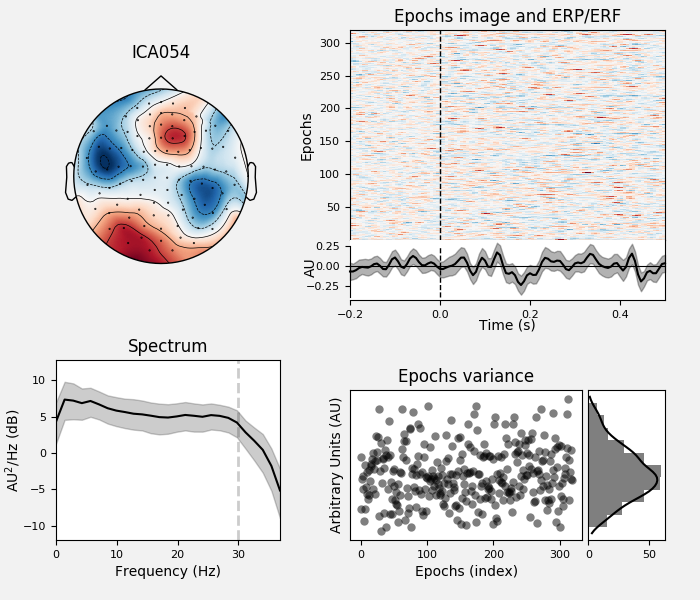 ICA054
Epochs image and ERP/ERF
Epochs
300
250
200
150
100
50
AU
0.25
0.00
−0.25
−0.2 0.0 0.2 0.4
Time (s)
Spectrum
AU²/Hz (dB)
10
5
0
−5
−10
0 10 20 30
Frequency (Hz)
Epochs variance
Arbitrary Units (AU)
0 100 200 300
Epochs (index)
0 50